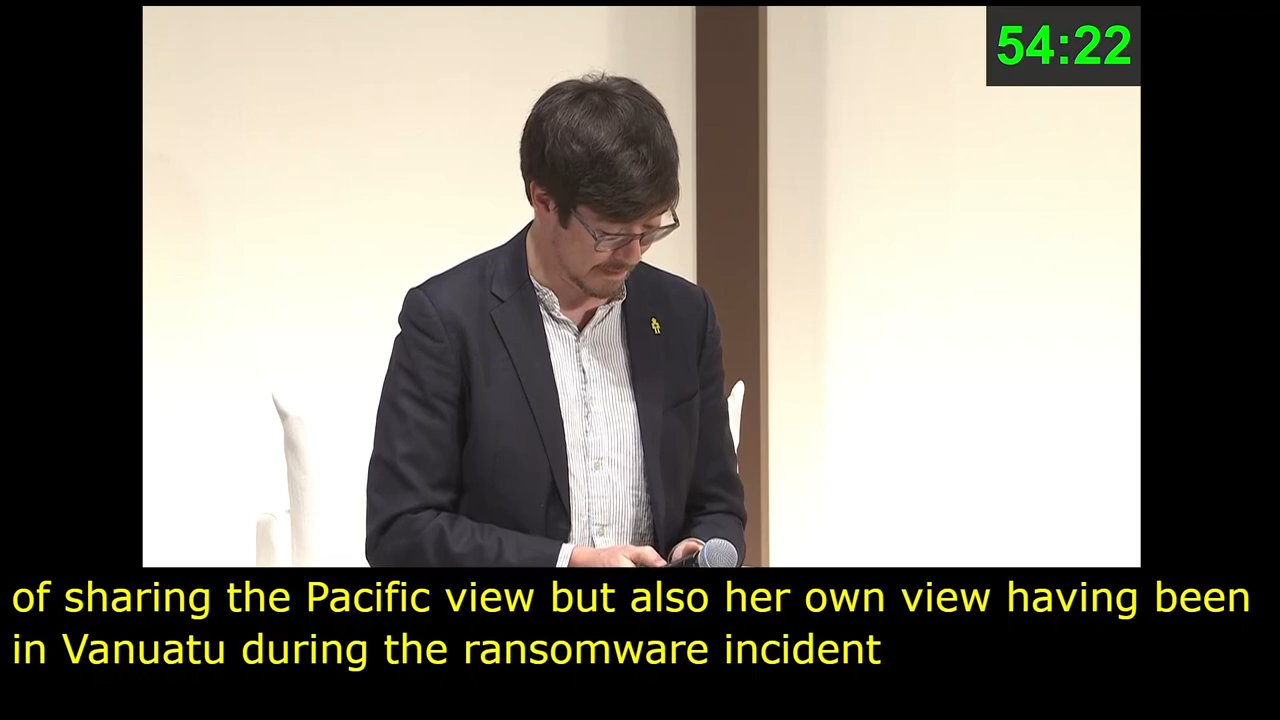 54:22
of sharing the Pacific view but also her own view having been
in Vanuatu during the ransomware incident